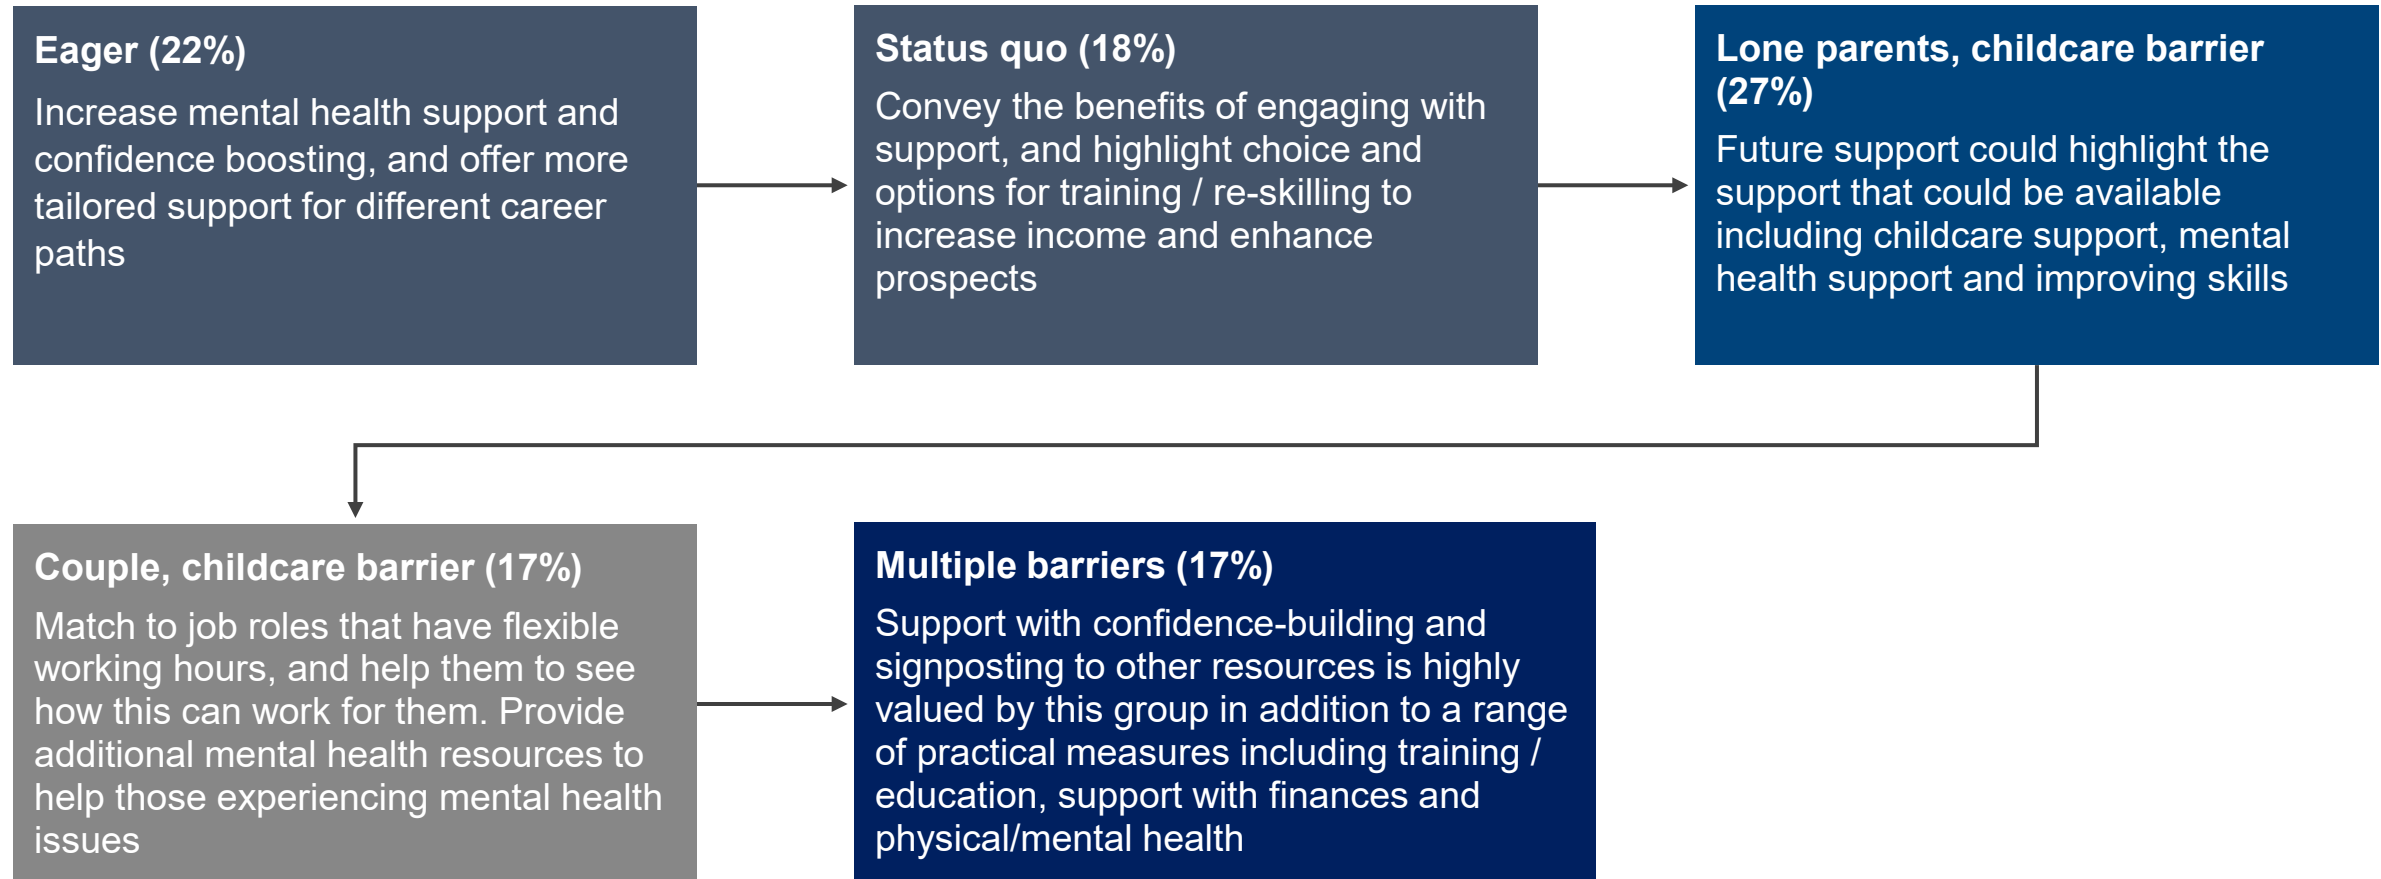 Eager (22%)
Increase mental health support and
confidence boosting, and offer more
tailored support for different career
paths
Status quo (18%)
Convey the benefits of engaging with
support, and highlight choice and
options for training / re-skilling to
increase income and enhance
prospects
Lone parents, childcare barrier
(27%)
Future support could highlight the
support that could be available
including childcare support, mental
health support and improving skills
Couple, childcare barrier (17%)
Match to job roles that have flexible
working hours, and help them to see
how this can work for them. Provide
additional mental health resources to
help those experiencing mental health
issues
Multiple barriers (17%)
Support with confidence-building and
signposting to other resources is highly
valued by this group in addition to a range
of practical measures including training /
education, support with finances and
physical/mental health